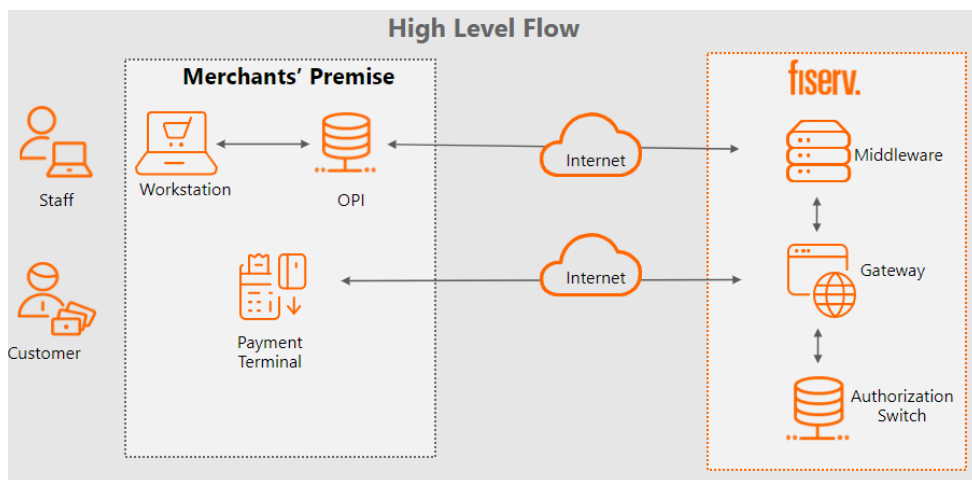 High Level Flow
Merchants’ Premise
fiserv.
Staff
Workstation
OPI
Internet
Middleware
Customer
Payment
Terminal
Internet
Gateway
Authorization
Switch